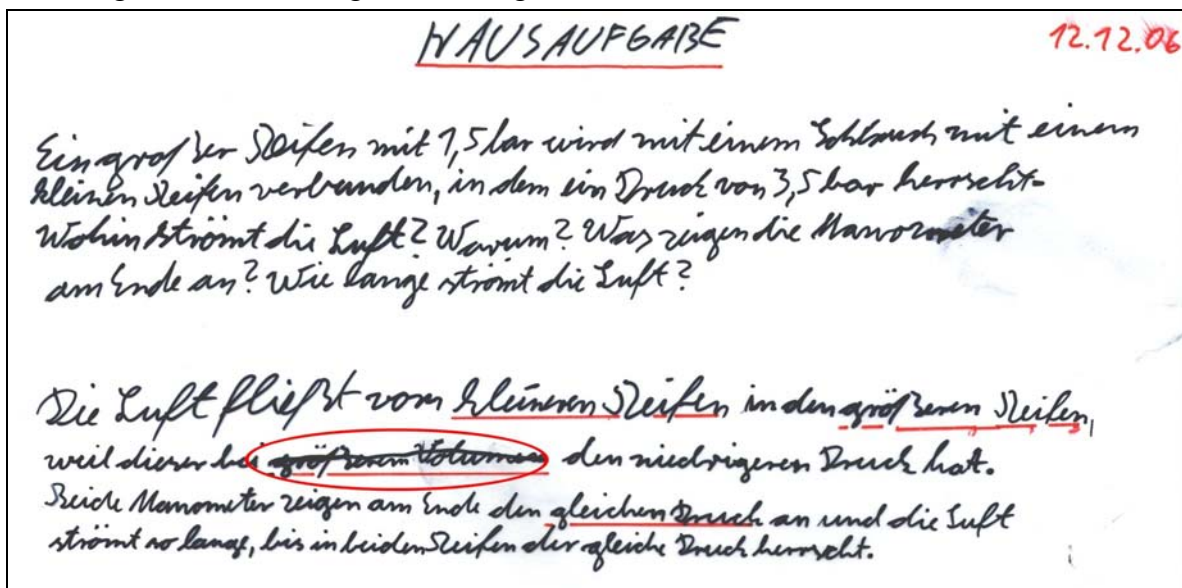 HAUSAUFGABE
12.12.06
Ein großer Reifen mit 1,5 bar wird mit einem Schlauch mit einem
kleinen Reifen verbunden, in dem ein Druck von 3,5 bar herrscht.
Wohin strömt die Luft? Warum? Was zeigen die Manometer
am Ende an? Wie lange strömt die Luft?
Die Luft fließt vom kleineren Reifen in den größeren Reifen,
weil dieser bei größerem Volumen den niedrigeren Druck hat.
Beide Manometer zeigen am Ende den gleichen Druck an und die Luft
strömt so lange, bis in beiden Reifen der gleiche Druck herrscht.